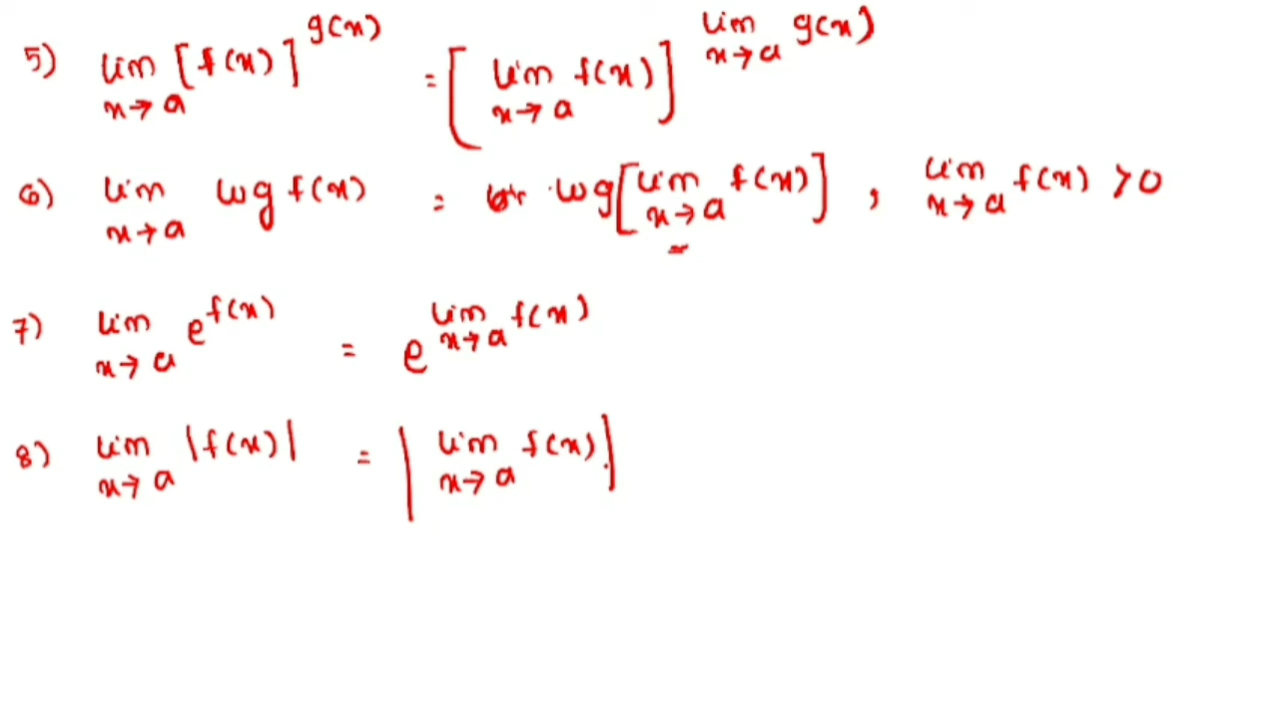 5) lim x→a [f(x)]^g(x) = [lim x→a f(x)]^lim x→a g(x)
6) lim x→a log f(x) = log[lim x→a f(x)] , lim x→a f(x) > 0
7) lim x→a e^f(x) = e^lim x→a f(x)
8) lim x→a |f(x)| = |lim x→a f(x)|